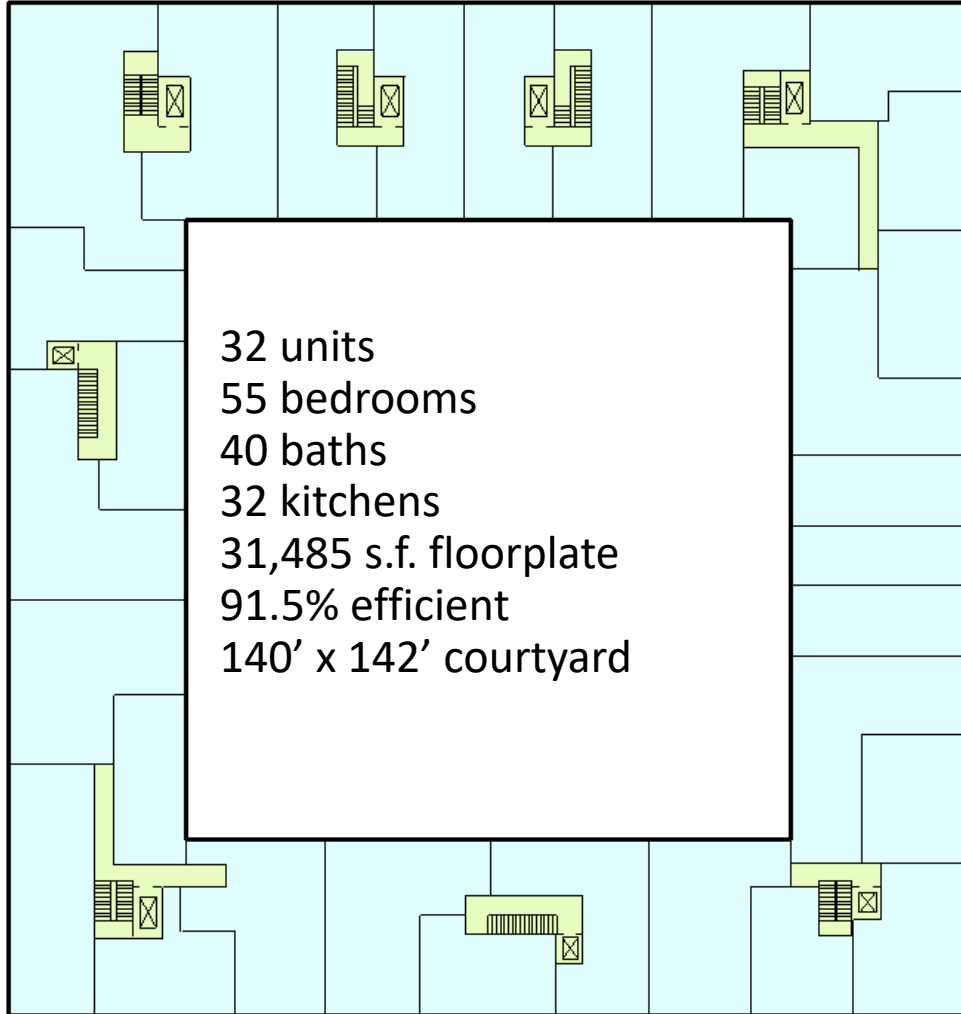 32 units
55 bedrooms
40 baths
32 kitchens
31,485 s.f. floorplate
91.5% efficient
140’ x 142’ courtyard